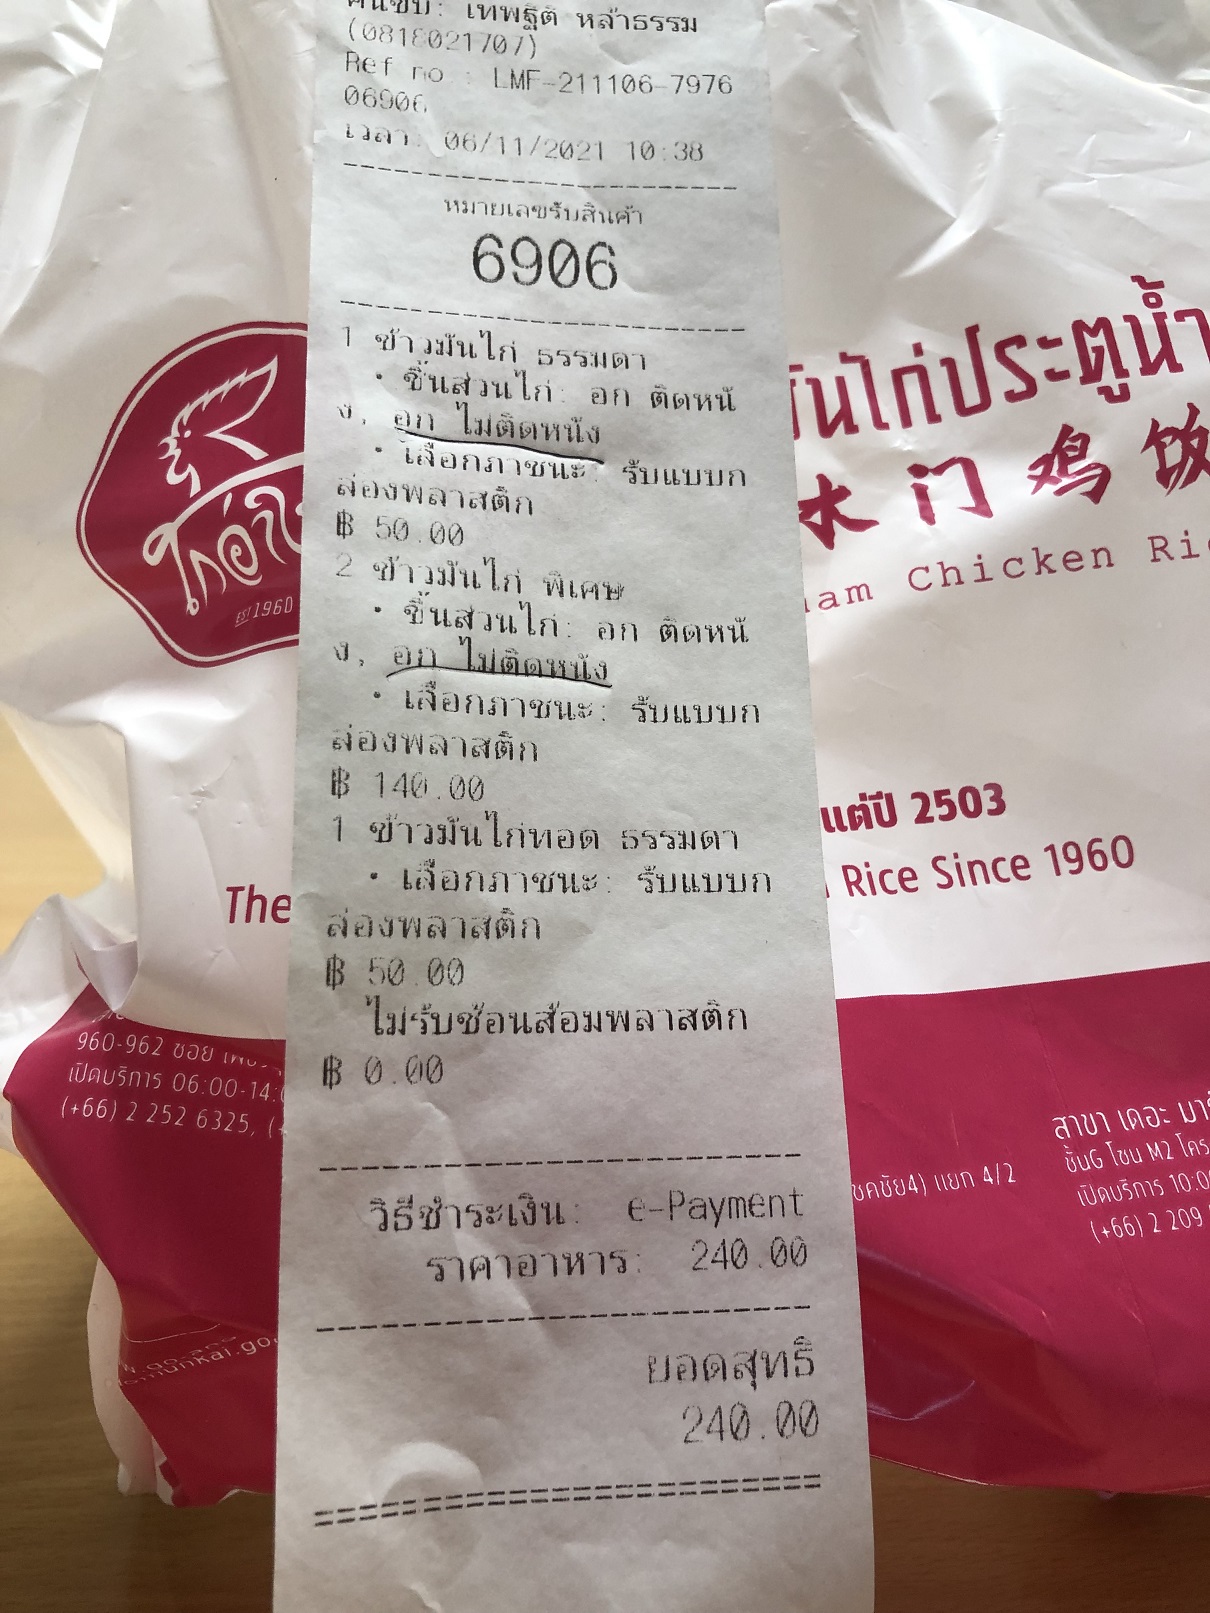 คนขับ: เทพฐิติ หล้าธรรม
(0818021707)
Ref no : LMF-211106-7976
06906
เวลา: 06/11/2021 10:38
หมายเลขรับสินค้า
6906
1 ข้าวมันไก่ ธรรมดา
• ชิ้นส่วนไก่: อก ติดหนั
ง, อก ไม่ติดหนัง
• เลือกภาชนะ: รับแบบก
ล่องพลาสติก
฿ 50.00
2 ข้าวมันไก่ พิเศษ
• ชิ้นส่วนไก่: อก ติดหนั
ง, อก ไม่ติดหนัง
• เลือกภาชนะ: รับแบบก
ล่องพลาสติก
฿ 140.00
1 ข้าวมันไก่ทอด ธรรมดา
• เลือกภาชนะ: รับแบบก
ล่องพลาสติก
฿ 50.00
ไม่รับช้อนส้อมพลาสติก
฿ 0.00
วิธีชำระเงิน: e-Payment
ราคาอาหาร: 240.00
ยอดสุทธิ
240.00
EST 1960
มันไก่ประตูน้ำ
水门鸡饭
am Chicken Ric
แต่ปี 2503
The
Rice Since 1960
960-962 ซอย
เปิดบริการ 06:00-14:0
(+66) 2 252 6325,
ชคชัย4) แยก 4/2
สาขา เดอะ มา
ชั้นG โซน M2 โคร
เปิดบริการ 10:0
(+66) 2 209